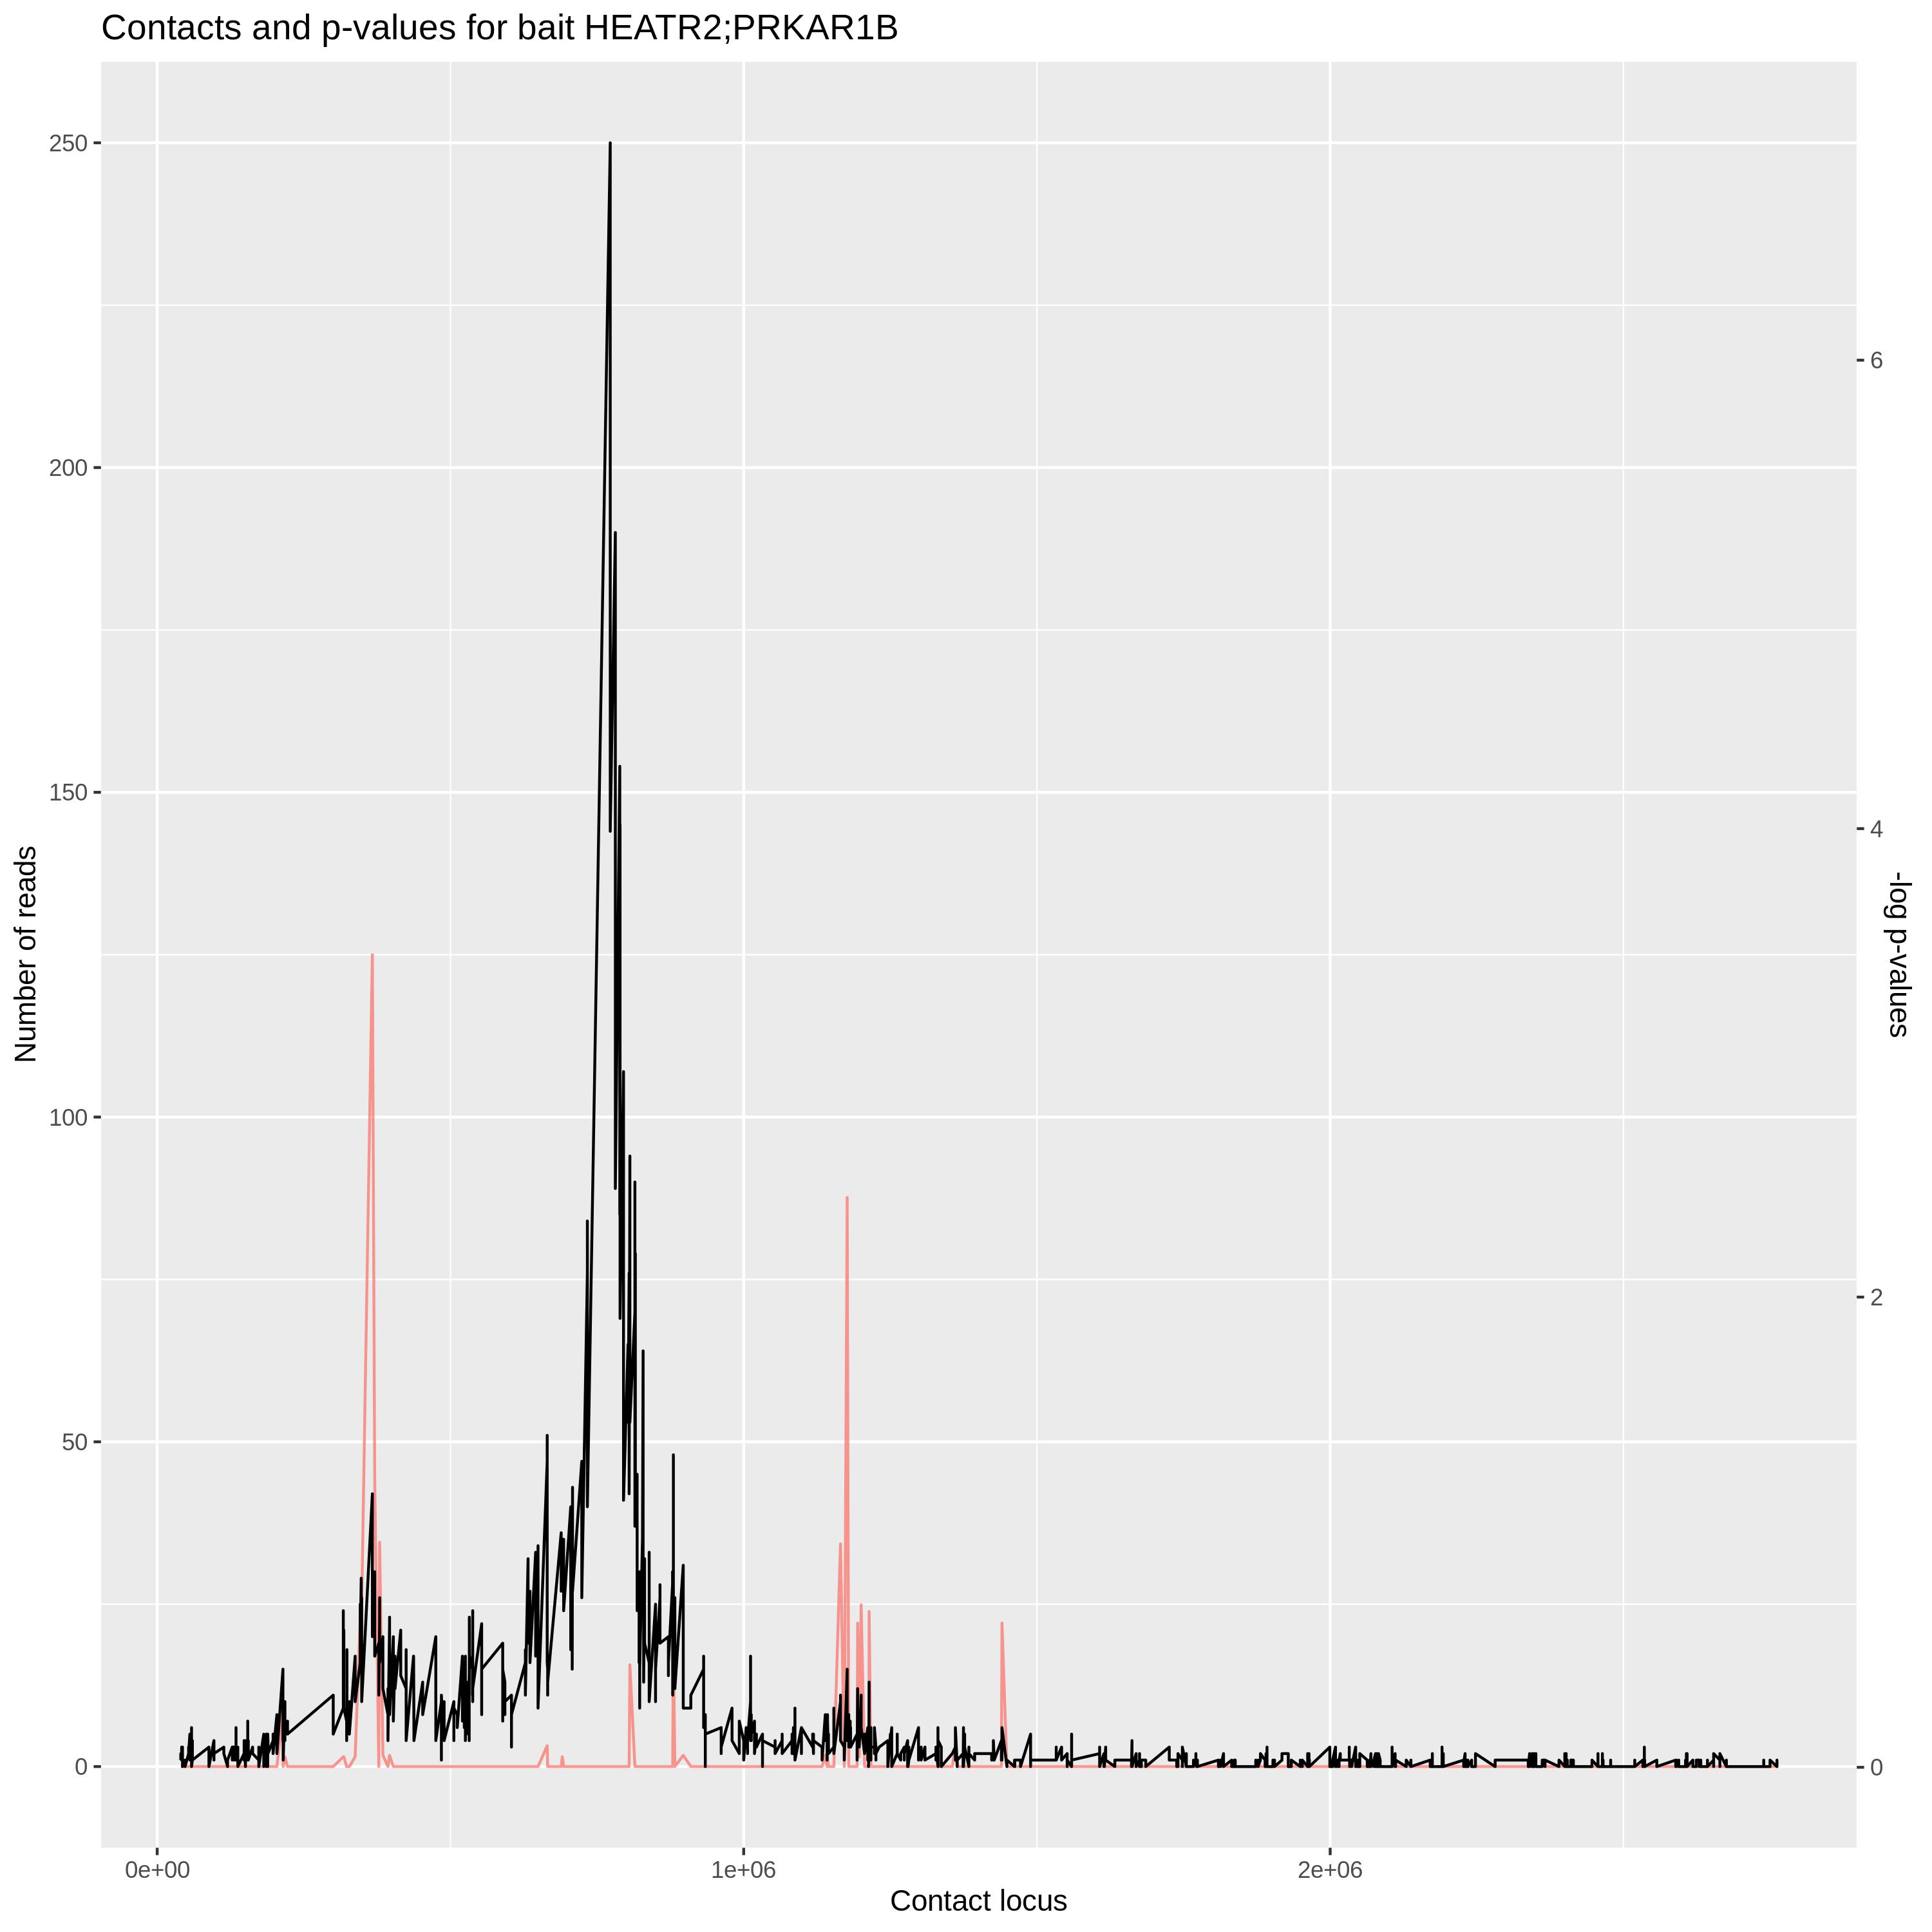 Contacts and p-values for bait HEATR2;PRKAR1B
250
200
150
100
50
0
Number of reads
6
4
2
0
-log p-values
0e+00 1e+06 2e+06
Contact locus